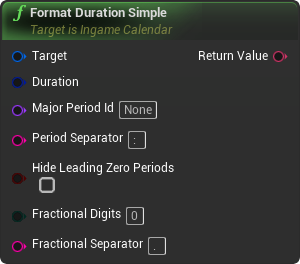 f Format Duration Simple
Target is Ingame Calendar
Target Return Value
Duration
Major Period Id None
Period Separator :
Hide Leading Zero Periods
Fractional Digits 0
Fractional Separator .